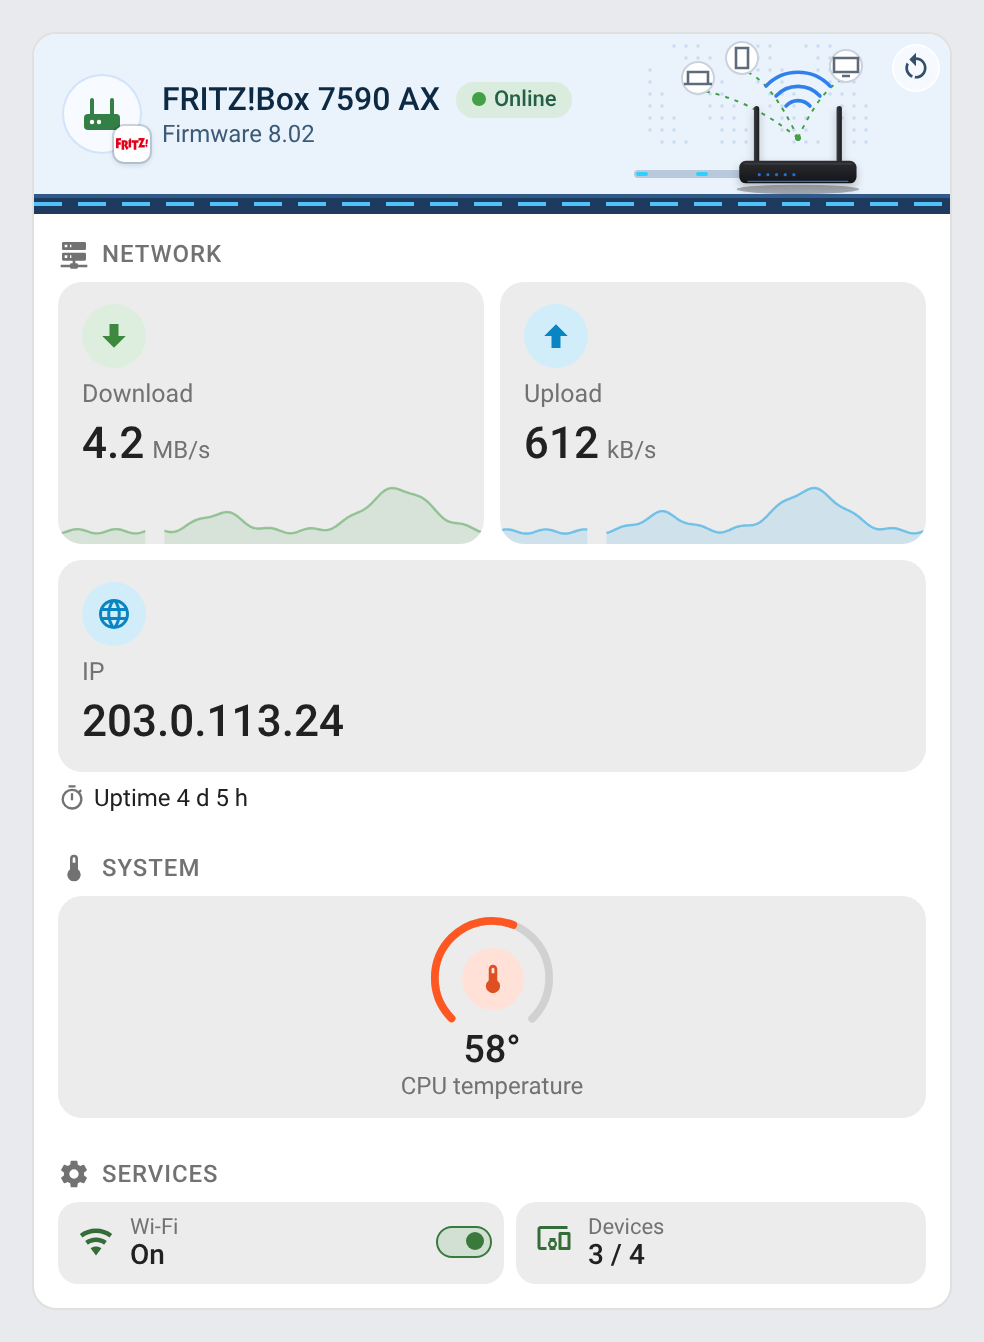 FRITZ!Box 7590 AX
Online
Firmware 8.02
FRITZ!
NETWORK
Download
4.2 MB/s
Upload
612 kB/s
IP
203.0.113.24
Uptime 4 d 5 h
SYSTEM
58°
CPU temperature
SERVICES
Wi-Fi
On
Devices
3 / 4